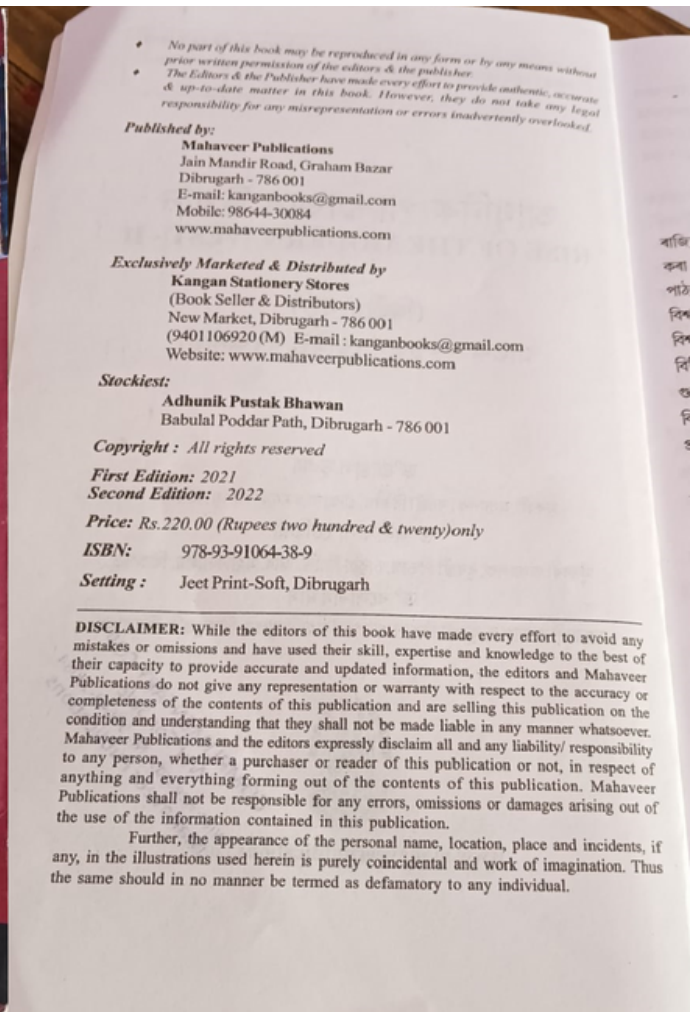 No part of this book may be reproduced in any form or by any means without
prior written permission of the editors & the publisher.
The Editors & the Publisher have made every effort to provide authentic, accurate
& up-to-date matter in this book. However, they do not take any legal
responsibility for any misrepresentation or errors inadvertently overlooked.
Published by:
Mahaveer Publications
Jain Mandir Road, Graham Bazar
Dibrugarh - 786 001
E-mail: kanganbooks@gmail.com
Mobile: 98644-30084
www.mahaveerpublications.com
Exclusively Marketed & Distributed by
Kangan Stationery Stores
(Book Seller & Distributors)
New Market, Dibrugarh - 786 001
(9401106920 (M) E-mail : kanganbooks@gmail.com
Website: www.mahaveerpublications.com
Stockiest:
Adhunik Pustak Bhawan
Babulal Poddar Path, Dibrugarh - 786 001
Copyright : All rights reserved
First Edition: 2021
Second Edition: 2022
Price: Rs.220.00 (Rupees two hundred & twenty)only
ISBN: 978-93-91064-38-9
Setting : Jeet Print-Soft, Dibrugarh
DISCLAIMER: While the editors of this book have made every effort to avoid any
mistakes or omissions and have used their skill, expertise and knowledge to the best of
their capacity to provide accurate and updated information, the editors and Mahaveer
Publications do not give any representation or warranty with respect to the accuracy or
completeness of the contents of this publication and are selling this publication on the
condition and understanding that they shall not be made liable in any manner whatsoever.
Mahaveer Publications and the editors expressly disclaim all and any liability/ responsibility
to any person, whether a purchaser or reader of this publication or not, in respect of
anything and everything forming out of the contents of this publication. Mahaveer
Publications shall not be responsible for any errors, omissions or damages arising out of
the use of the information contained in this publication.
Further, the appearance of the personal name, location, place and incidents, if
any, in the illustrations used herein is purely coincidental and work of imagination. Thus
the same should in no manner be termed as defamatory to any individual.